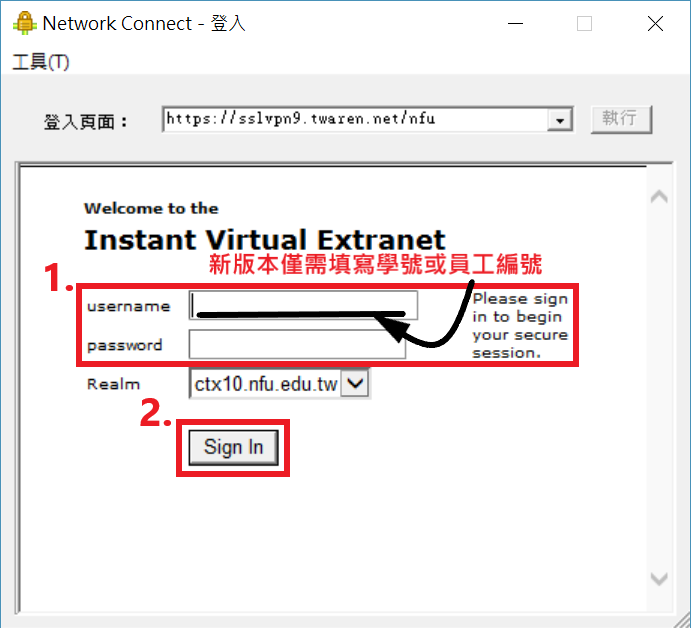 Network Connect - 登入
工具(T)
登入頁面：
https://sslvpn9.twaren.net/nfu
執行
Welcome to the
Instant Virtual Extranet
新版本僅需填寫學號或員工編號
1.
username
Please sign
in to begin
your secure
session.
password
Realm
ctx10.nfu.edu.tw
2.
Sign In